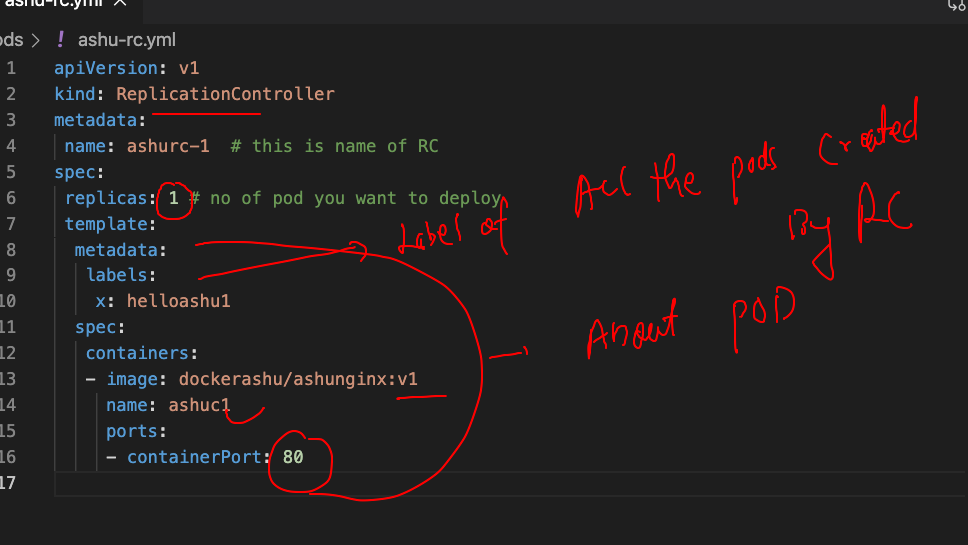 ashu-rc.yml ×
ods > ! ashu-rc.yml
1 apiVersion: v1
2 kind: ReplicationController
3 metadata:
4 name: ashurc-1 # this is name of RC
5 spec:
6 replicas: 1 # no of pod you want to deploy
7 template:
8 metadata:
9 labels:
10 x: helloashu1
11 spec:
12 containers:
13 - image: dockerashu/ashunginx:v1
14 name: ashuc1
15 ports:
16 - containerPort: 80
17
Label of
All the pods created
By RC
About POD